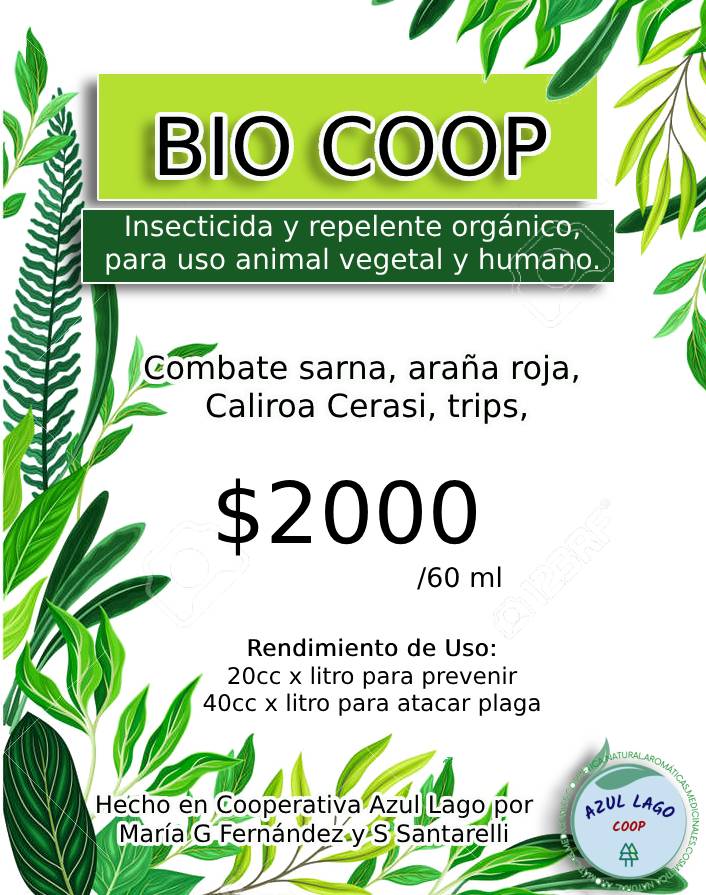 BIO COOP
Insecticida y repelente orgánico,
para uso animal vegetal y humano.
Combate sarna, araña roja,
Caliroa Cerasi, trips,
$2000
/60 ml
123RF
Rendimiento de Uso:
20cc x litro para prevenir
40cc x litro para atacar plaga
Hecho en Cooperativa Azul Lago por
María G Fernández y S Santarelli
AZUL LAGO
COOP